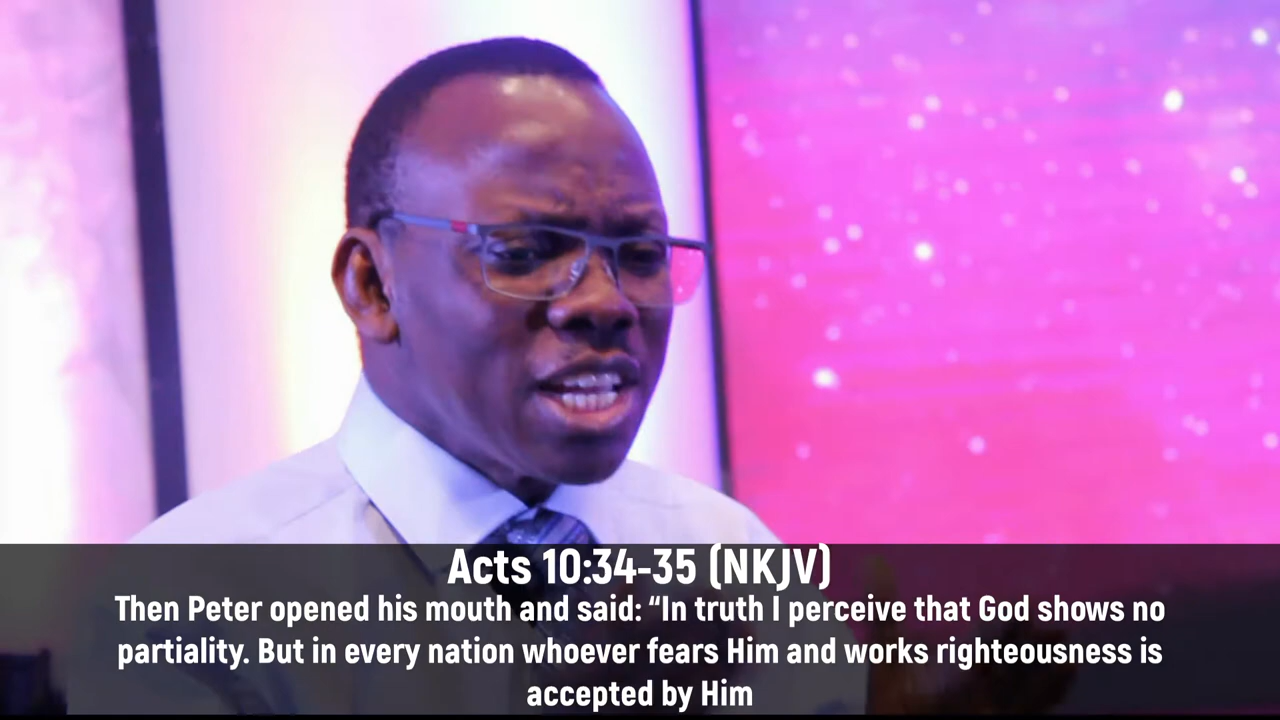 Acts 10:34-35 (NKJV)
Then Peter opened his mouth and said: “In truth I perceive that God shows no
partiality. But in every nation whoever fears Him and works righteousness is
accepted by Him